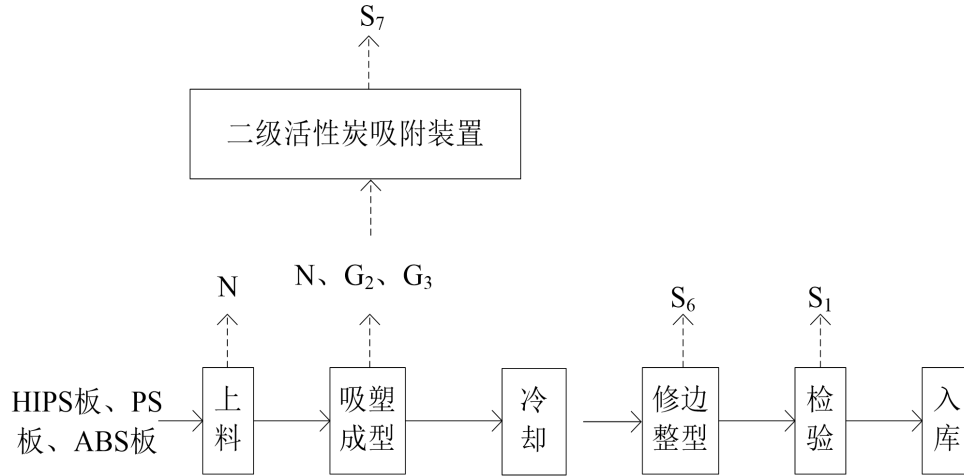 S₇
二级活性炭吸附装置
N
N、G₂、G₃
S₆
S₁
HIPS板、PS
板、ABS板
上
料
吸塑
成型
冷
却
修边
整型
检
验
入
库